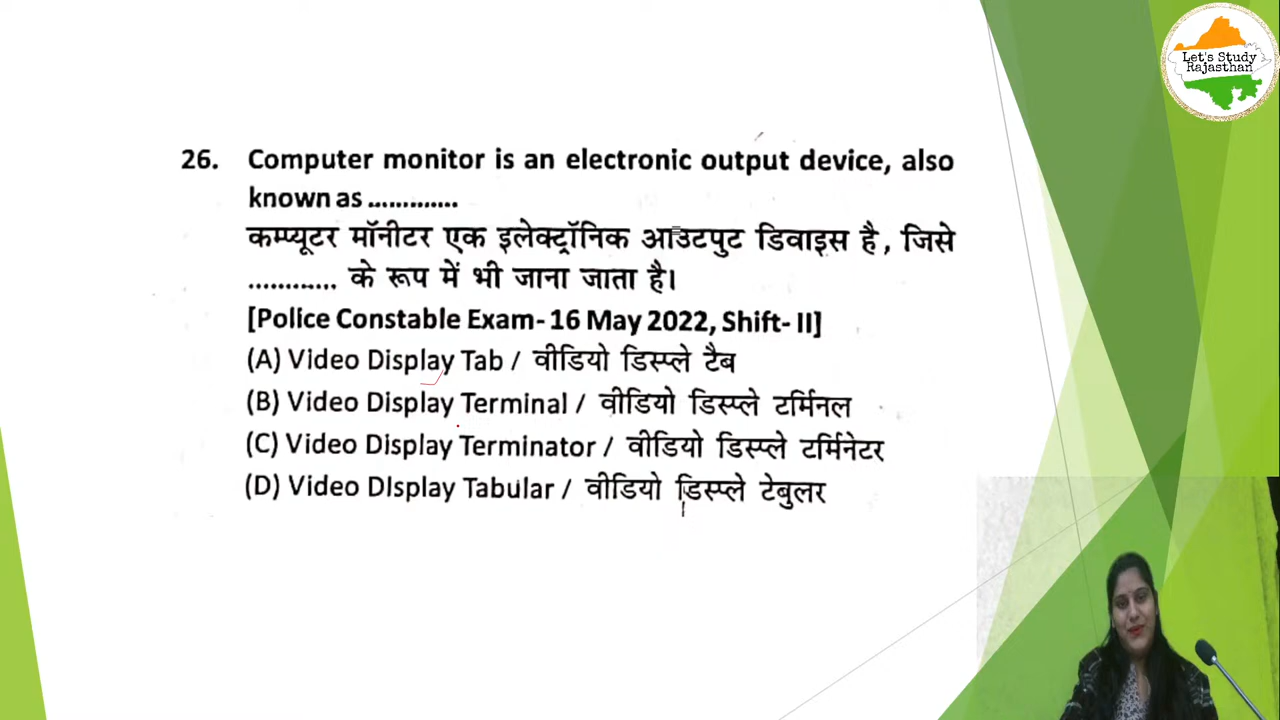 Let's Study
Rajasthan
26. Computer monitor is an electronic output device, also
known as .............
कम्प्यूटर मॉनीटर एक इलेक्ट्रॉनिक आउटपुट डिवाइस है, जिसे
............. के रूप में भी जाना जाता है।
[Police Constable Exam- 16 May 2022, Shift- II]
(A) Video Display Tab / वीडियो डिस्प्ले टैब
(B) Video Display Terminal / वीडियो डिस्प्ले टर्मिनल
(C) Video Display Terminator / वीडियो डिस्प्ले टर्मिनेटर
(D) Video DIsplay Tabular / वीडियो डिस्प्ले टेबुलर